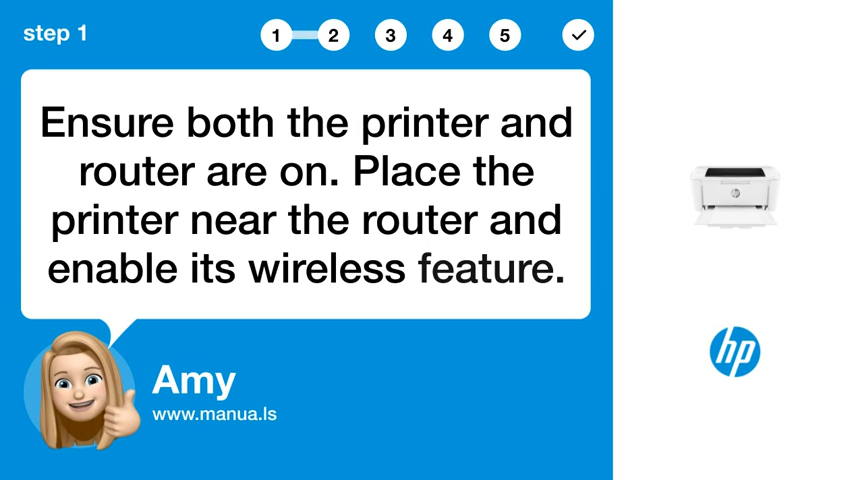 step 1
1 2 3 4 5
Ensure both the printer and
router are on. Place the
printer near the router and
enable its wireless feature.
Amy
www.manua.ls
hp